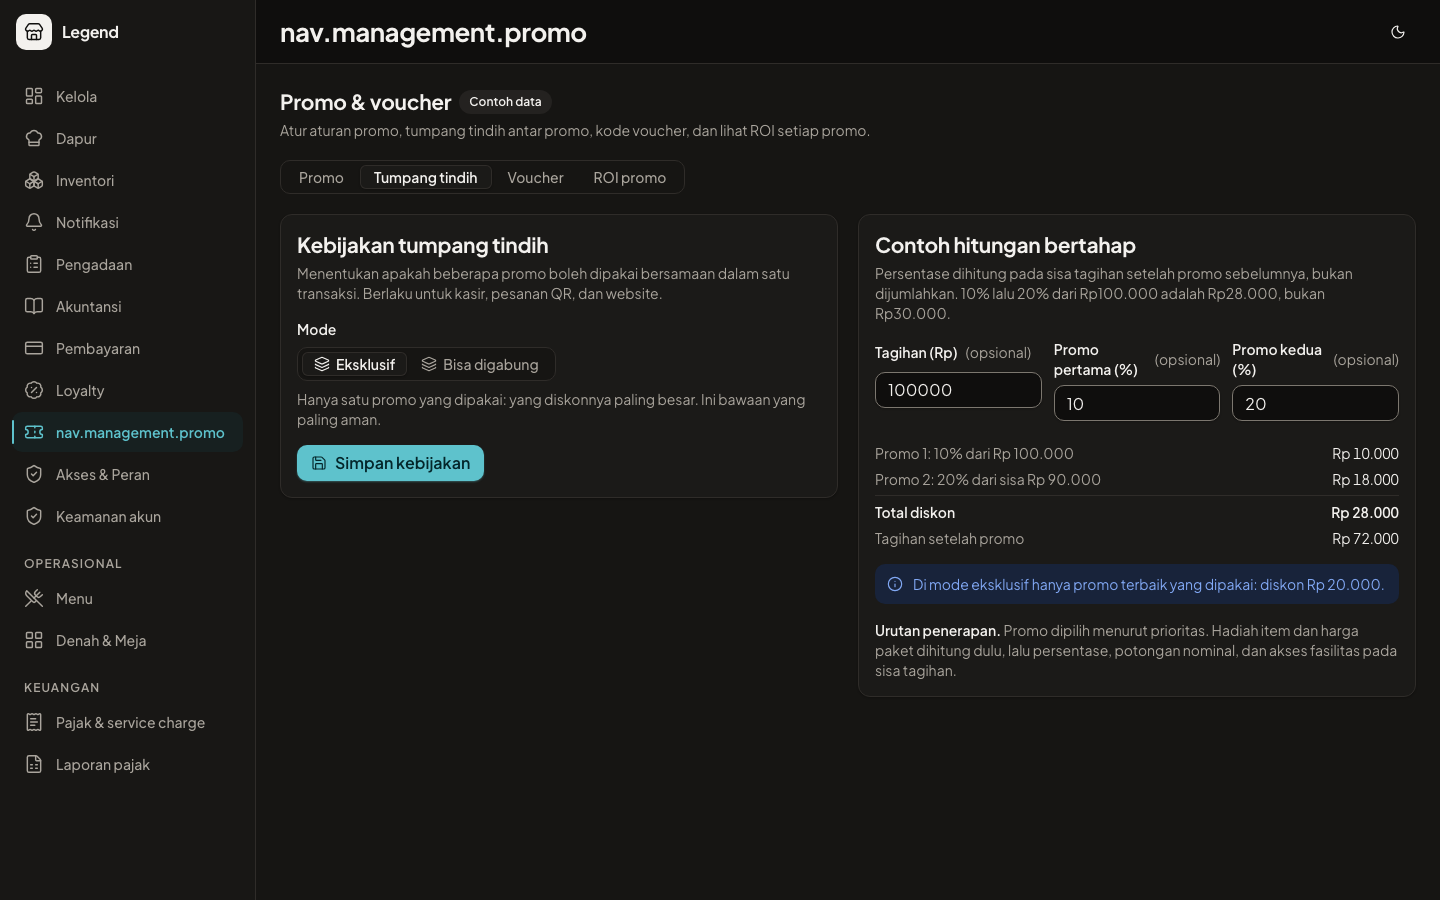 Legend
nav.management.promo
Kelola
Dapur
Inventori
Notifikasi
Pengadaan
Akuntansi
Pembayaran
Loyalty
nav.management.promo
Akses & Peran
Keamanan akun
OPERASIONAL
Menu
Denah & Meja
KEUANGAN
Pajak & service charge
Laporan pajak
Promo & voucher Contoh data
Atur aturan promo, tumpang tindih antar promo, kode voucher, dan lihat ROI setiap promo.
Promo Tumpang tindih Voucher ROI promo
Kebijakan tumpang tindih
Menentukan apakah beberapa promo boleh dipakai bersamaan dalam satu
transaksi. Berlaku untuk kasir, pesanan QR, dan website.
Mode
Eksklusif Bisa digabung
Hanya satu promo yang dipakai: yang diskonnya paling besar. Ini bawaan yang
paling aman.
Simpan kebijakan
Contoh hitungan bertahap
Persentase dihitung pada sisa tagihan setelah promo sebelumnya, bukan
dijumlahkan. 10% lalu 20% dari Rp100.000 adalah Rp28.000, bukan
Rp30.000.
Tagihan (Rp) (opsional)
100000
Promo
pertama (%) (opsional)
10
Promo kedua
(%) (opsional)
20
Promo 1: 10% dari Rp 100.000 Rp 10.000
Promo 2: 20% dari sisa Rp 90.000 Rp 18.000
Total diskon Rp 28.000
Tagihan setelah promo Rp 72.000
Di mode eksklusif hanya promo terbaik yang dipakai: diskon Rp 20.000.
Urutan penerapan. Promo dipilih menurut prioritas. Hadiah item dan harga
paket dihitung dulu, lalu persentase, potongan nominal, dan akses fasilitas pada
sisa tagihan.